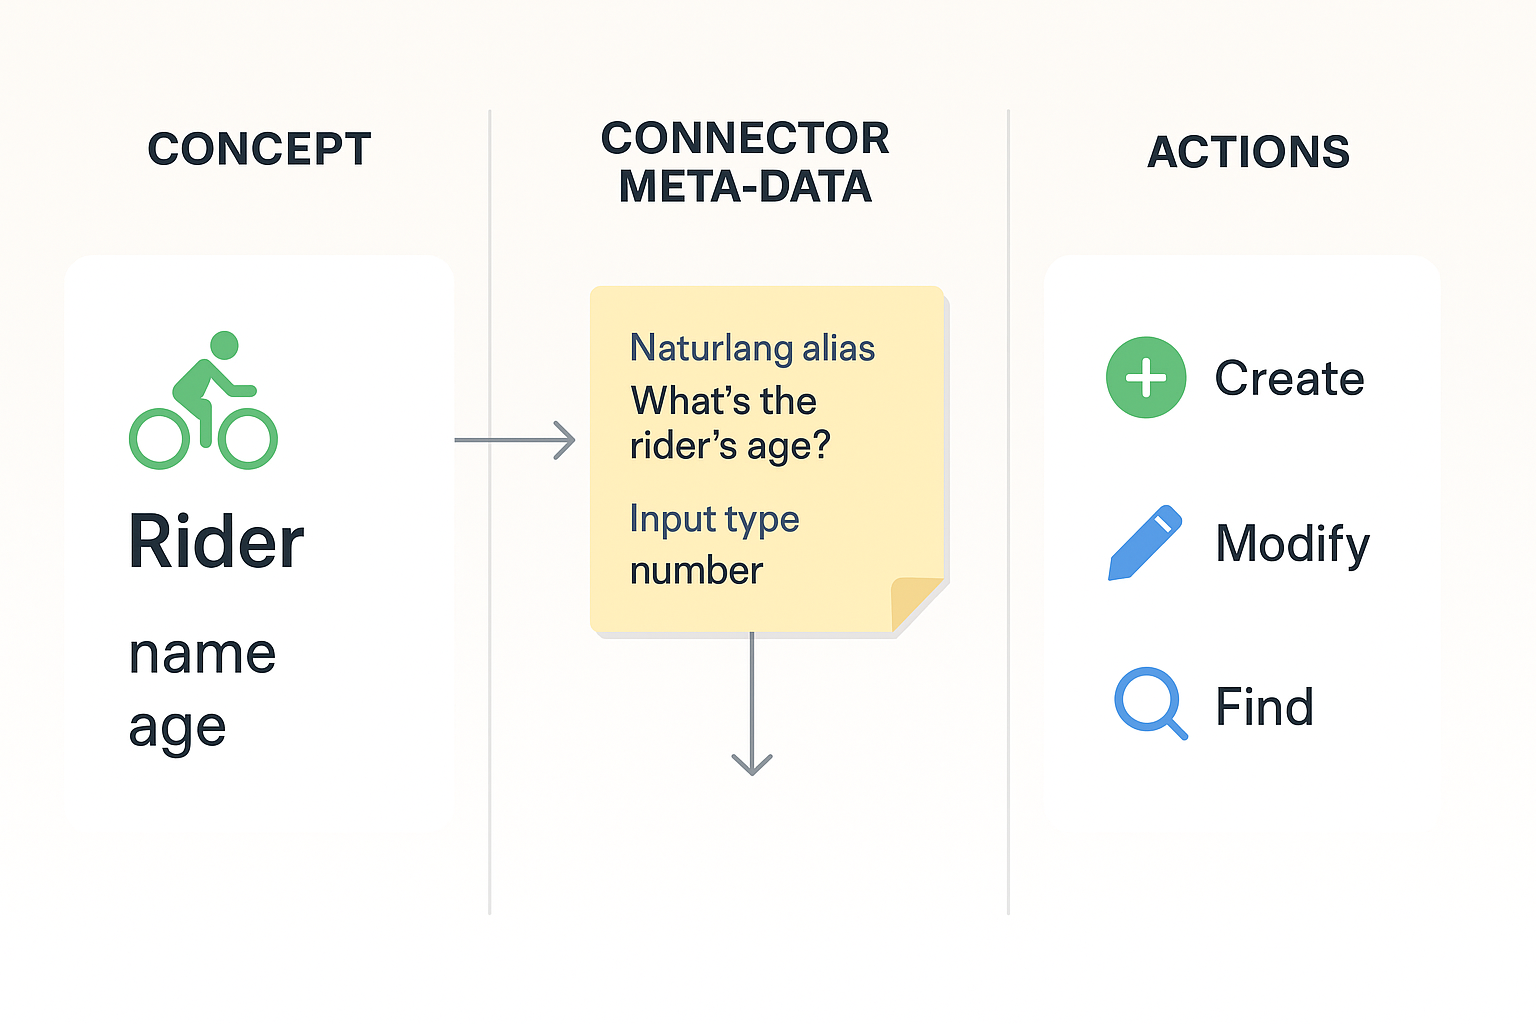 CONCEPT
CONNECTOR
META-DATA
ACTIONS
Rider
name
age
Naturlang alias
What's the
rider's age?
Input type
number
Create
Modify
Find